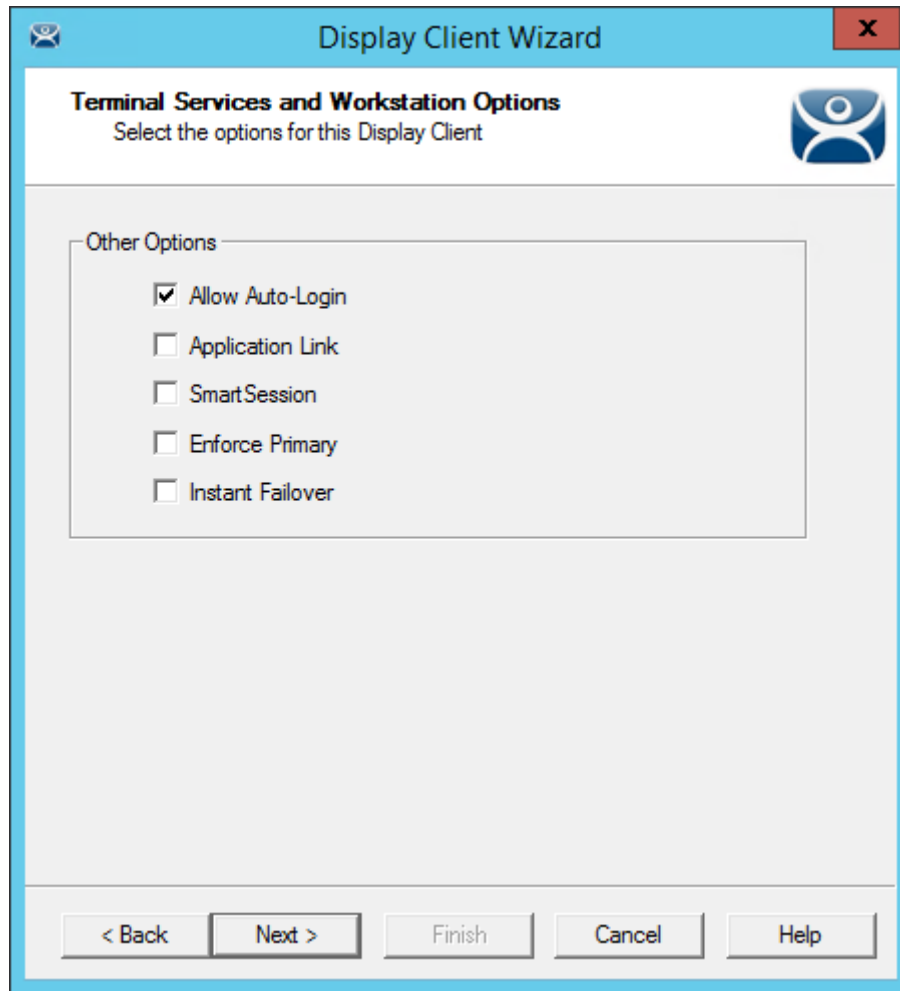 Display Client Wizard
x
Terminal Services and Workstation Options
Select the options for this Display Client
Other Options
Allow Auto-Login
Application Link
SmartSession
Enforce Primary
Instant Failover
< Back Next > Finish Cancel Help